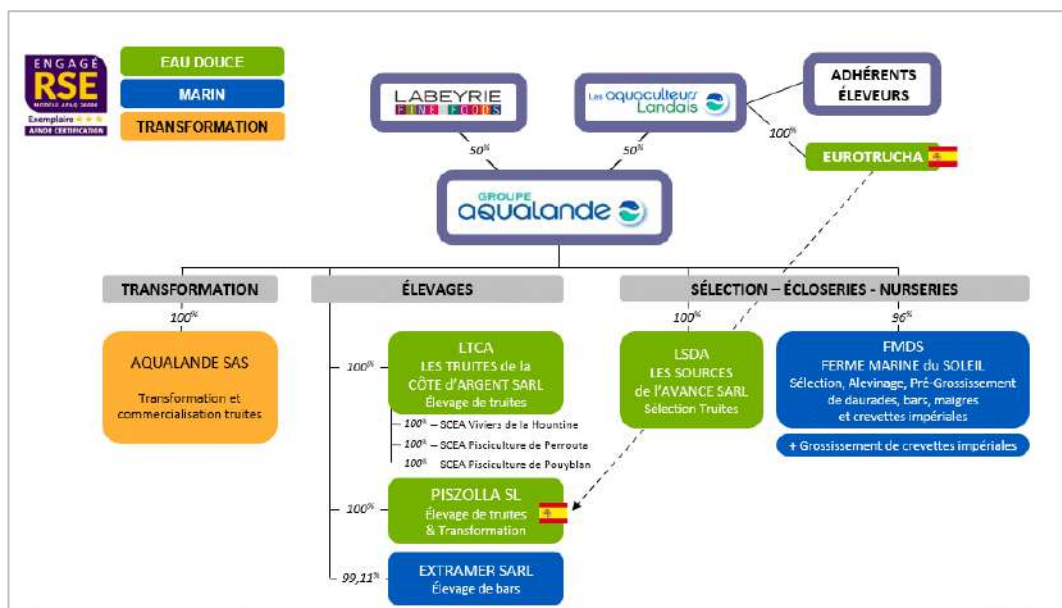 ENGAGÉ
RSE
MODÈLE AFAQ 26000
Exemplaire
AFNOR CERTIFICATION
EAU DOUCE
MARIN
TRANSFORMATION
LABEYRIE
FINE FOODS
Les aquaculteurs
Landais
ADHÉRENTS
ÉLEVEURS
50%
50%
100%
EUROTRUCHA
GROUPE
aqualande
TRANSFORMATION
ÉLEVAGES
SÉLECTION – ÉCLOSERIES - NURSERIES
100%
100%
96%
AQUALANDE SAS
Transformation et
commercialisation truites
100%
LTCA
LES TRUITES de la
CÔTE d'ARGENT SARL
Élevage de truites
100% – SCEA Viviers de la Hountine
100% – SCEA Pisciculture de Perrouta
100% SCEA Pisciculture de Pouyblan
LSDA
LES SOURCES
de l'AVANCE SARL
Sélection Truites
FMDS
FERME MARINE du SOLEIL
Sélection, Alevinage, Pré-Grossissement
de daurades, bars, maigres
et crevettes impériales
+ Grossissement de crevettes impériales
100%
PISZOLLA SL
Élevage de truites
& Transformation
99,11%
EXTRAMER SARL
Élevage de bars